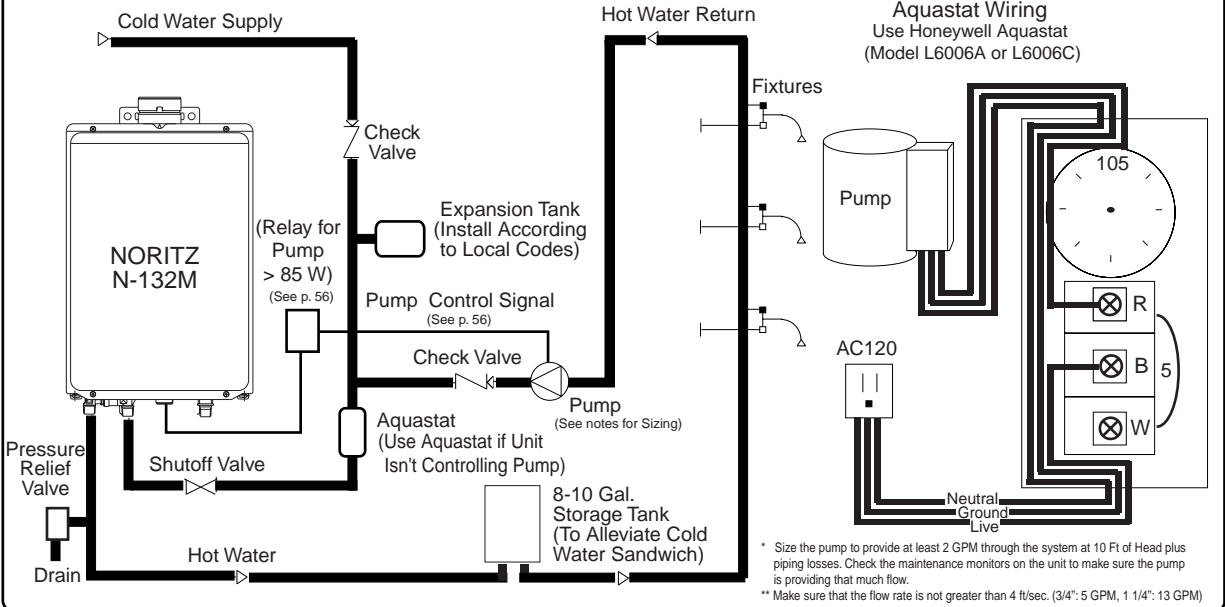 Cold Water Supply
Hot Water Return
Aquastat Wiring
Use Honeywell Aquastat
(Model L6006A or L6006C)
Check
Valve
Fixtures
NORITZ
N-132M
(Relay for
Pump
> 85 W)
(See p. 56)
Expansion Tank
(Install According
to Local Codes)
Pump Control Signal
(See p. 56)
Check Valve
Pump
(See notes for Sizing)
Aquastat
(Use Aquastat if Unit
Isn't Controlling Pump)
Pressure
Relief
Valve
Shutoff Valve
Drain
Hot Water
8-10 Gal.
Storage Tank
(To Alleviate Cold
Water Sandwich)
Pump
105
R
B
5
W
AC120
Neutral
Ground
Live
* Size the pump to provide at least 2 GPM through the system at 10 Ft of Head plus
piping losses. Check the maintenance monitors on the unit to make sure the pump
is providing that much flow.
** Make sure that the flow rate is not greater than 4 ft/sec. (3/4": 5 GPM, 1 1/4": 13 GPM)